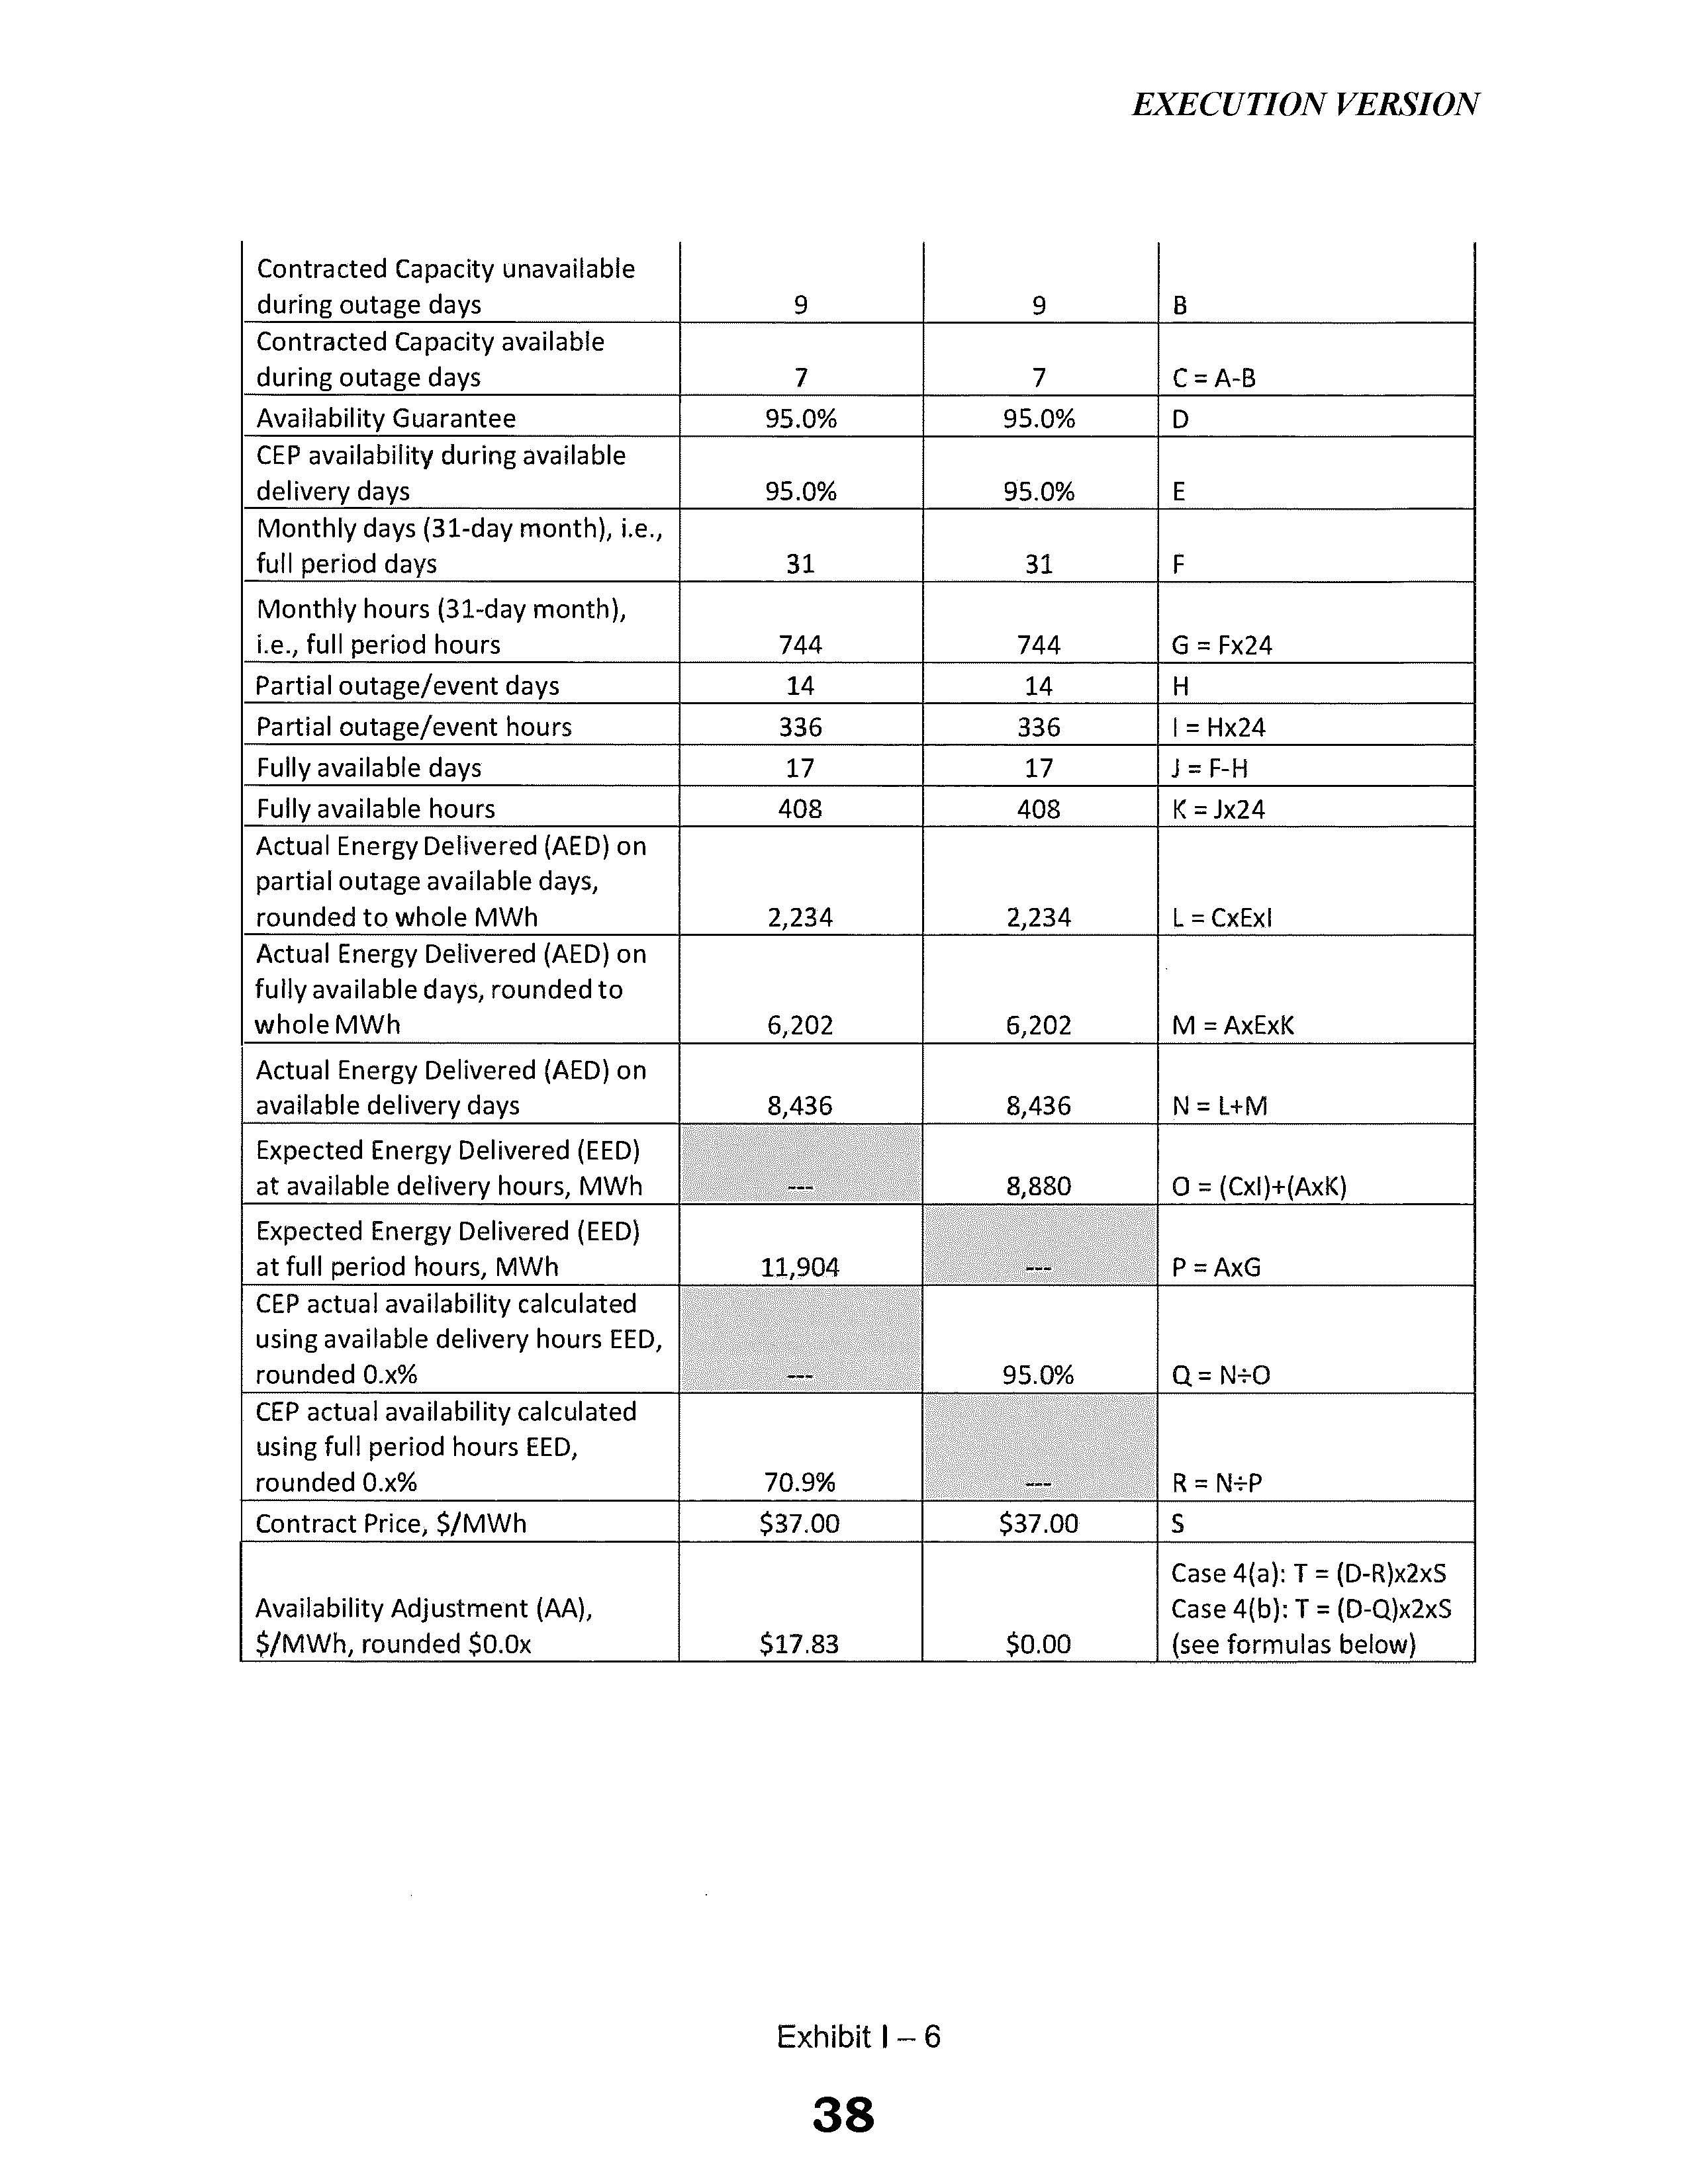 EXECUTION VERSION
Contracted Capacity unavailable
during outage days 9 9 B
Contracted Capacity available
during outage days 7 7 C = A-B
Availability Guarantee 95.0% 95.0% D
CEP availability during available
delivery days 95.0% 95.0% E
Monthly days (31-day month), i.e.,
full period days 31 31 F
Monthly hours (31-day month),
i.e., full period hours 744 744 G = Fx24
Partial outage/event days 14 14 H
Partial outage/event hours 336 336 I = Hx24
Fully available days 17 17 J = F-H
Fully available hours 408 408 K = Jx24
Actual Energy Delivered (AED) on
partial outage available days,
rounded to whole MWh 2,234 2,234 L = CxExI
Actual Energy Delivered (AED) on
fully available days, rounded to
whole MWh 6,202 6,202 M = AxExK
Actual Energy Delivered (AED) on
available delivery days 8,436 8,436 N = L+M
Expected Energy Delivered (EED)
at available delivery hours, MWh --- 8,880 O = (CxI)+(AxK)
Expected Energy Delivered (EED)
at full period hours, MWh 11,904 --- P = AxG
CEP actual availability calculated
using available delivery hours EED,
rounded 0.x% --- 95.0% Q = N÷O
CEP actual availability calculated
using full period hours EED,
rounded 0.x% 70.9% --- R = N÷P
Contract Price, $/MWh $37.00 $37.00 S
Case 4(a): T = (D-R)x2xS
Availability Adjustment (AA), Case 4(b): T = (D-Q)x2xS
$/MWh, rounded $0.0x $17.83 $0.00 (see formulas below)
Exhibit I – 6
38